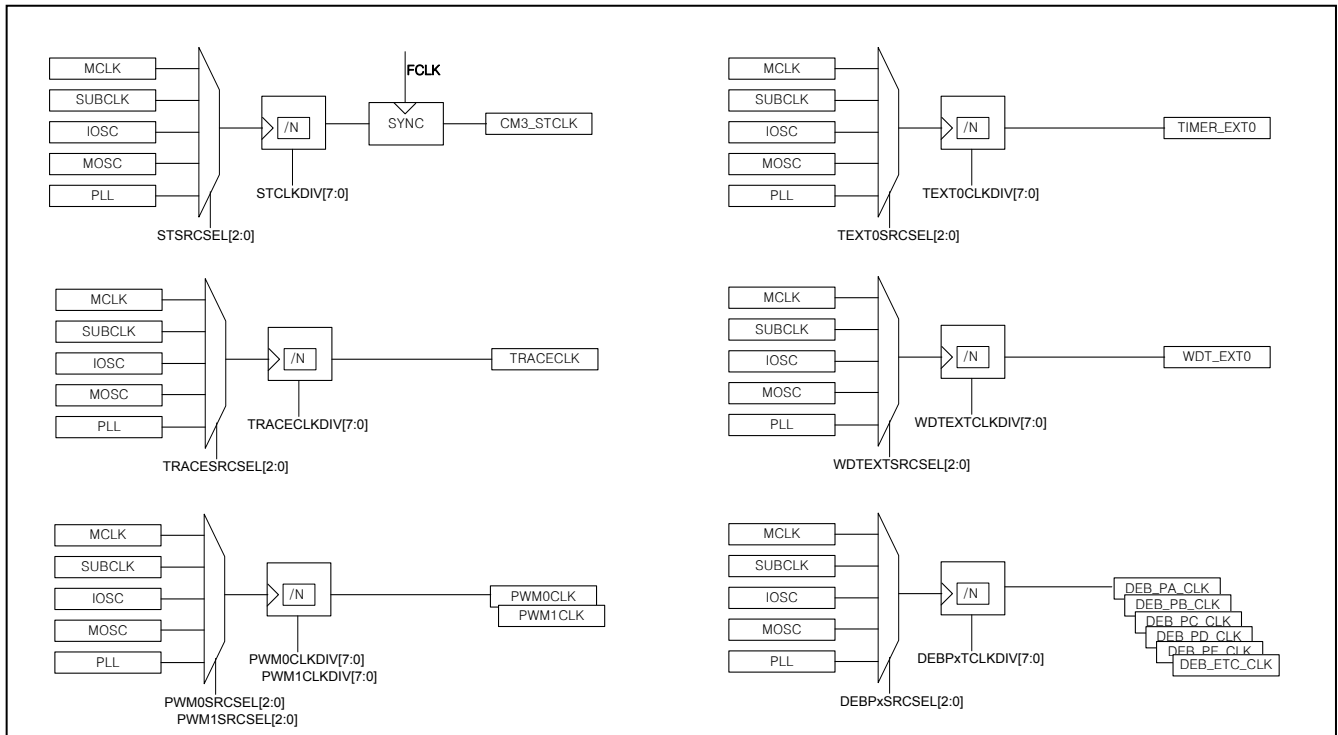 MCLK
SUBCLK
IOSC
MOSC
PLL
STSRCSEL[2:0]
/N
STCLKDIV[7:0]
FCLK
SYNC
CM3_STCLK
MCLK
SUBCLK
IOSC
MOSC
PLL
TEXT0SRCSEL[2:0]
/N
TEXT0CLKDIV[7:0]
TIMER_EXT0
MCLK
SUBCLK
IOSC
MOSC
PLL
TRACESRCSEL[2:0]
/N
TRACECLKDIV[7:0]
TRACECLK
MCLK
SUBCLK
IOSC
MOSC
PLL
WDTEXTSRCSEL[2:0]
/N
WDTEXTCLKDIV[7:0]
WDT_EXT0
MCLK
SUBCLK
IOSC
MOSC
PLL
PWM0SRCSEL[2:0]
PWM1SRCSEL[2:0]
/N
PWM0CLKDIV[7:0]
PWM1CLKDIV[7:0]
PWM0CLK
PWM1CLK
MCLK
SUBCLK
IOSC
MOSC
PLL
DEBPxSRCSEL[2:0]
/N
DEBPxTCLKDIV[7:0]
DEB_PA_CLK
DEB_PB_CLK
DEB_PC_CLK
DEB_PD_CLK
DEB_PE_CLK
DEB_ETC_CLK